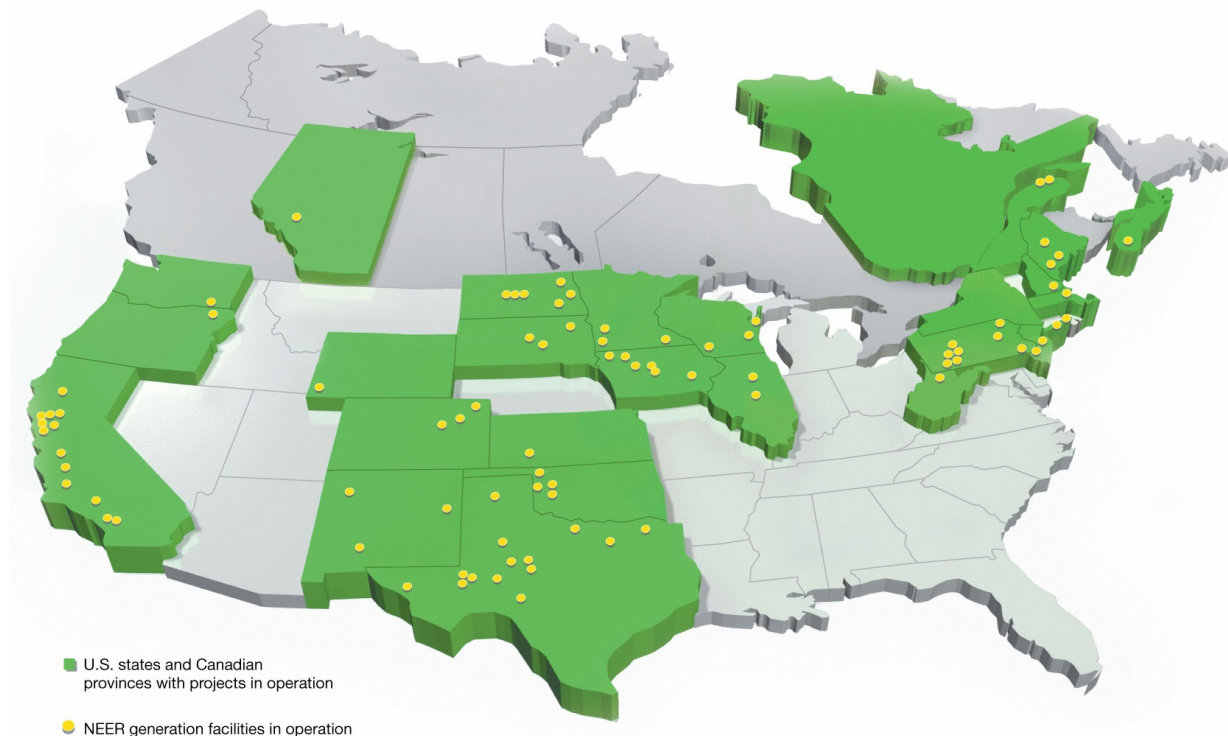 U.S. states and Canadian
provinces with projects in operation
NEER generation facilities in operation